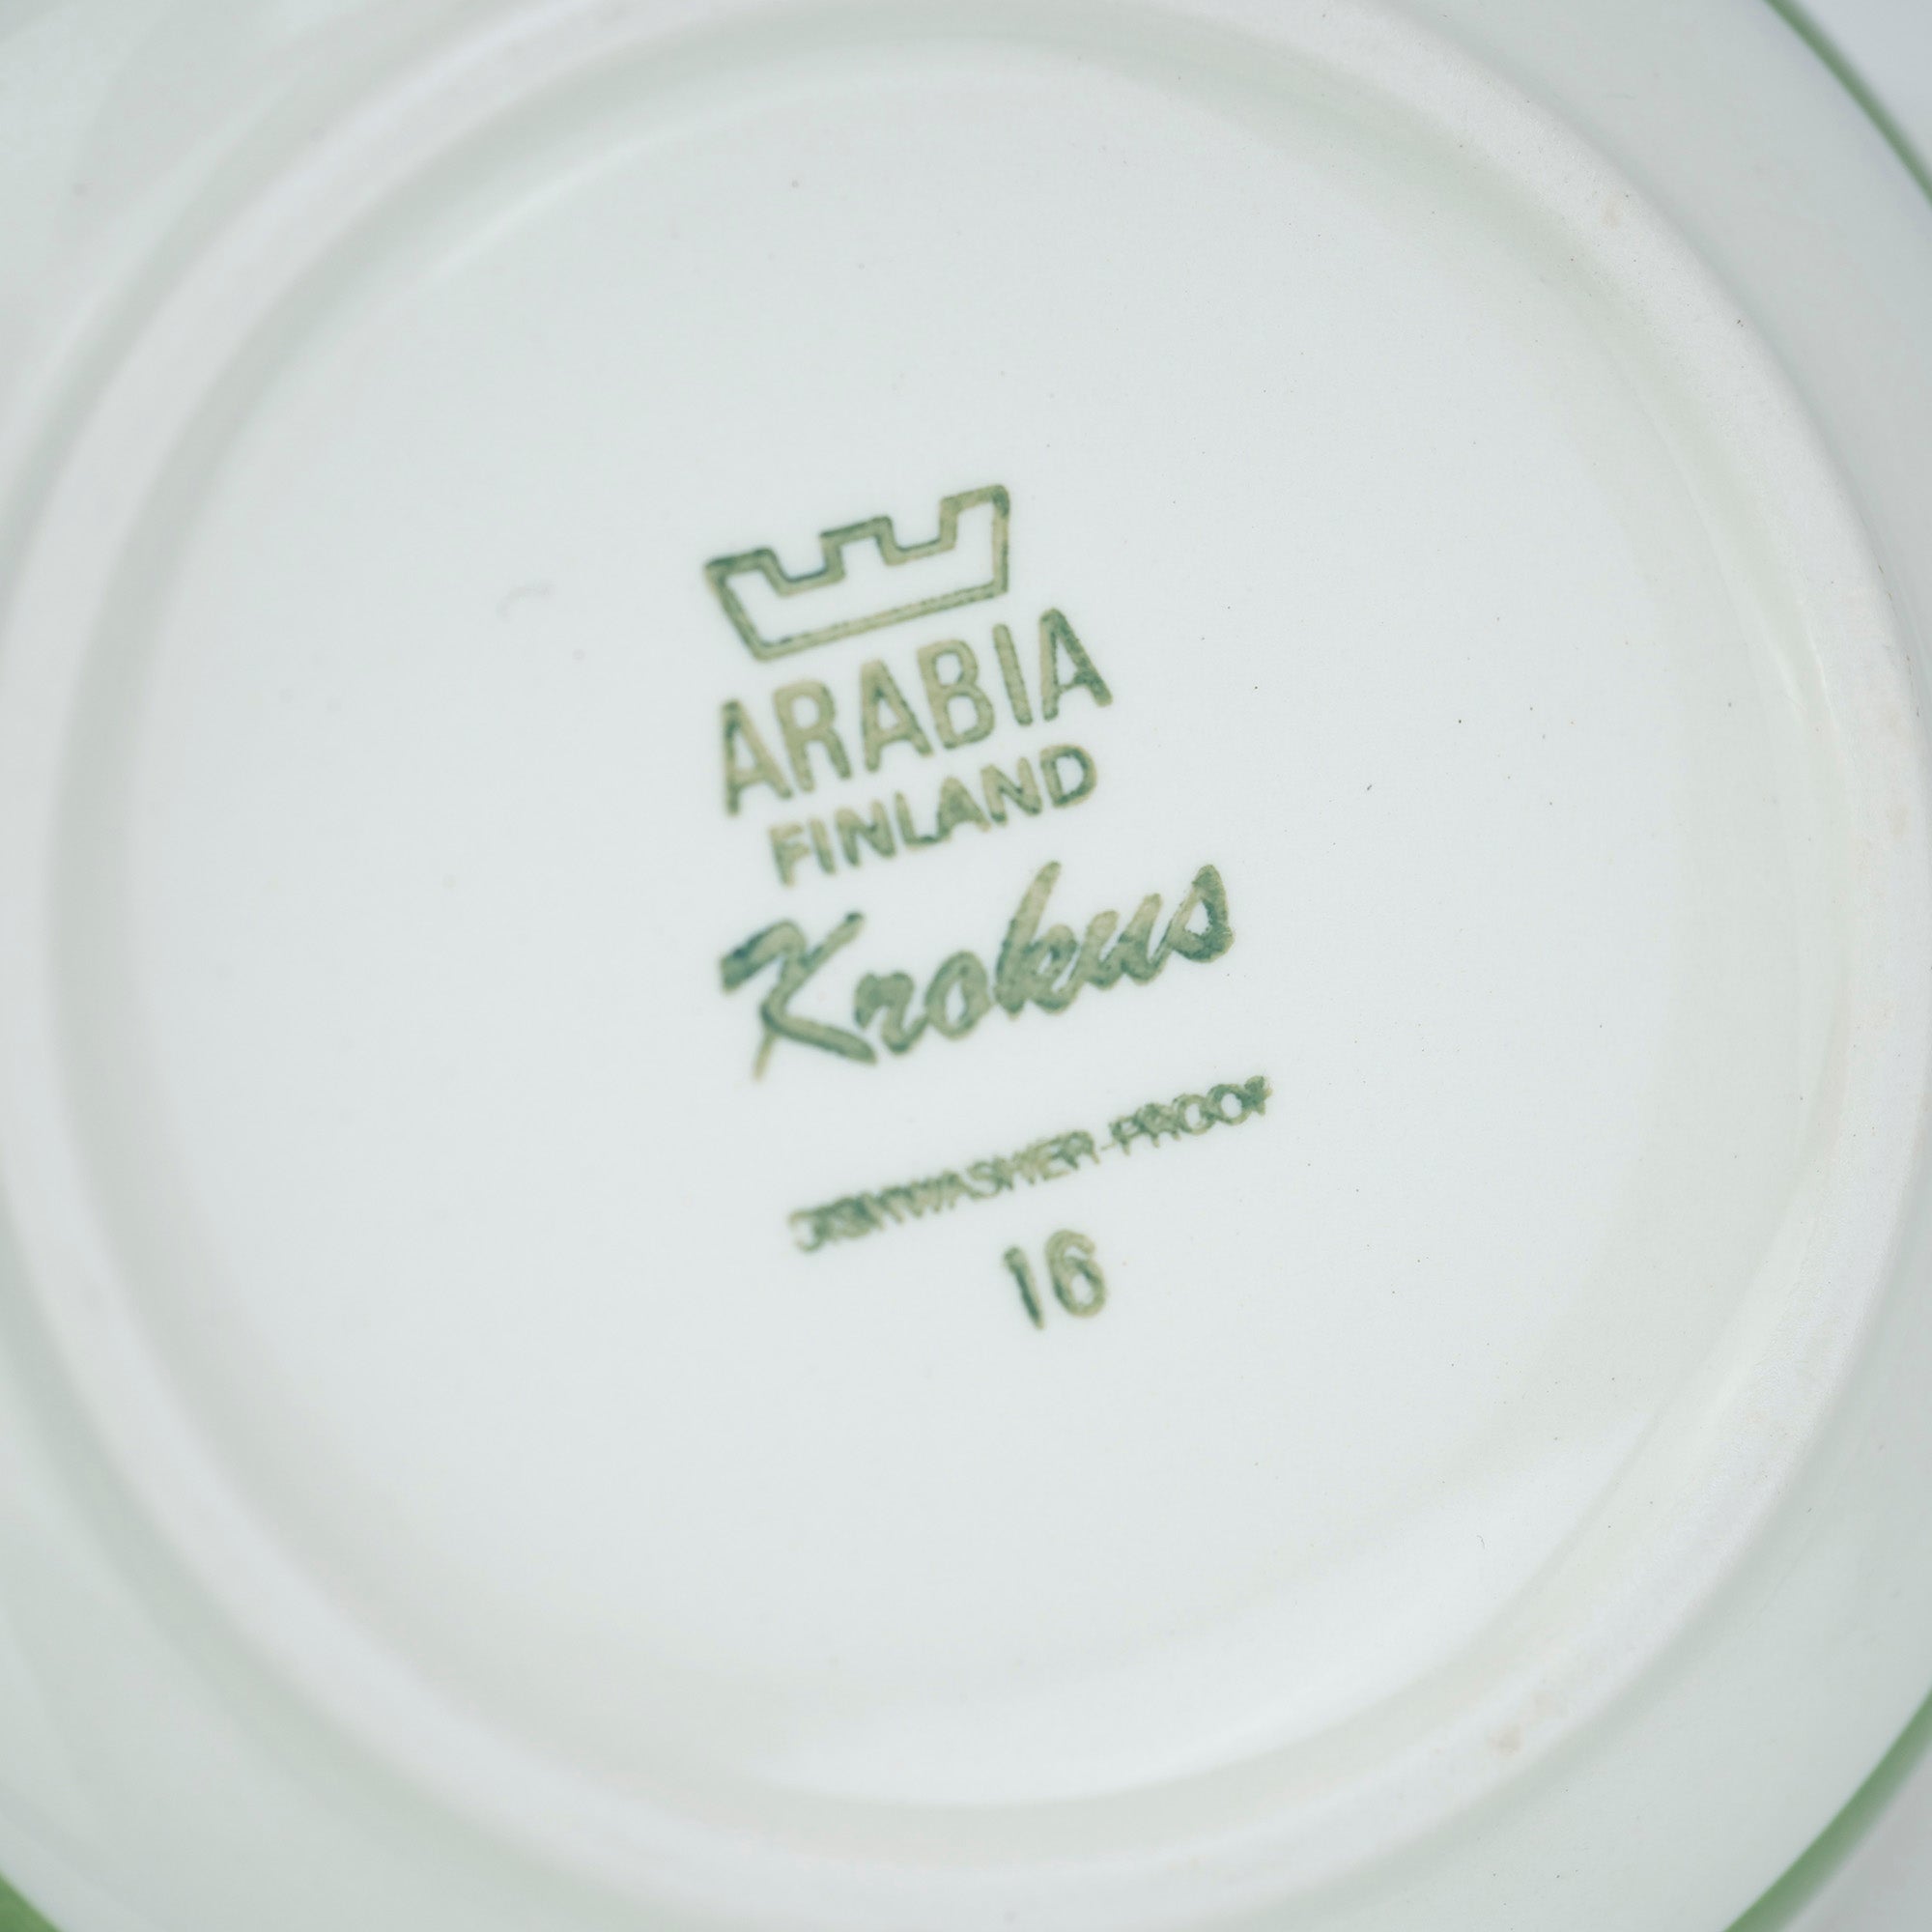 ARABIA
FINLAND
Krokus
DISHWASHER-PROOF
16